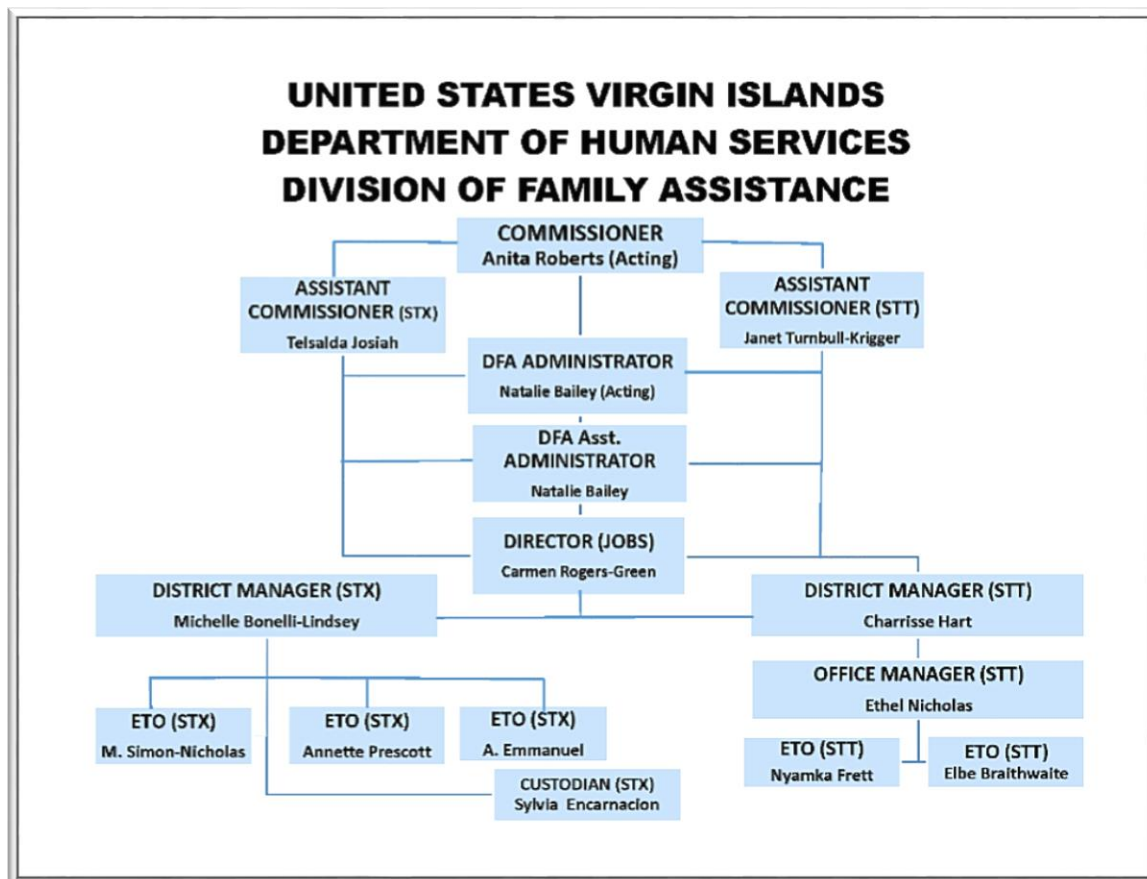 UNITED STATES VIRGIN ISLANDS
DEPARTMENT OF HUMAN SERVICES
DIVISION OF FAMILY ASSISTANCE
COMMISSIONER
Anita Roberts (Acting)
ASSISTANT
COMMISSIONER (STX)
Telsalda Josiah
ASSISTANT
COMMISSIONER (STT)
Janet Turnbull-Krigger
DFA ADMINISTRATOR
Natalie Bailey (Acting)
DFA Asst.
ADMINISTRATOR
Natalie Bailey
DIRECTOR (JOBS)
Carmen Rogers-Green
DISTRICT MANAGER (STX)
Michelle Bonelli-Lindsey
DISTRICT MANAGER (STT)
Charrisse Hart
OFFICE MANAGER (STT)
Ethel Nicholas
ETO (STX)
M. Simon-Nicholas
ETO (STX)
Annette Prescott
ETO (STX)
A. Emmanuel
ETO (STT)
Nyamka Frett
ETO (STT)
Elbe Braithwaite
CUSTODIAN (STX)
Sylvia Encarnacion